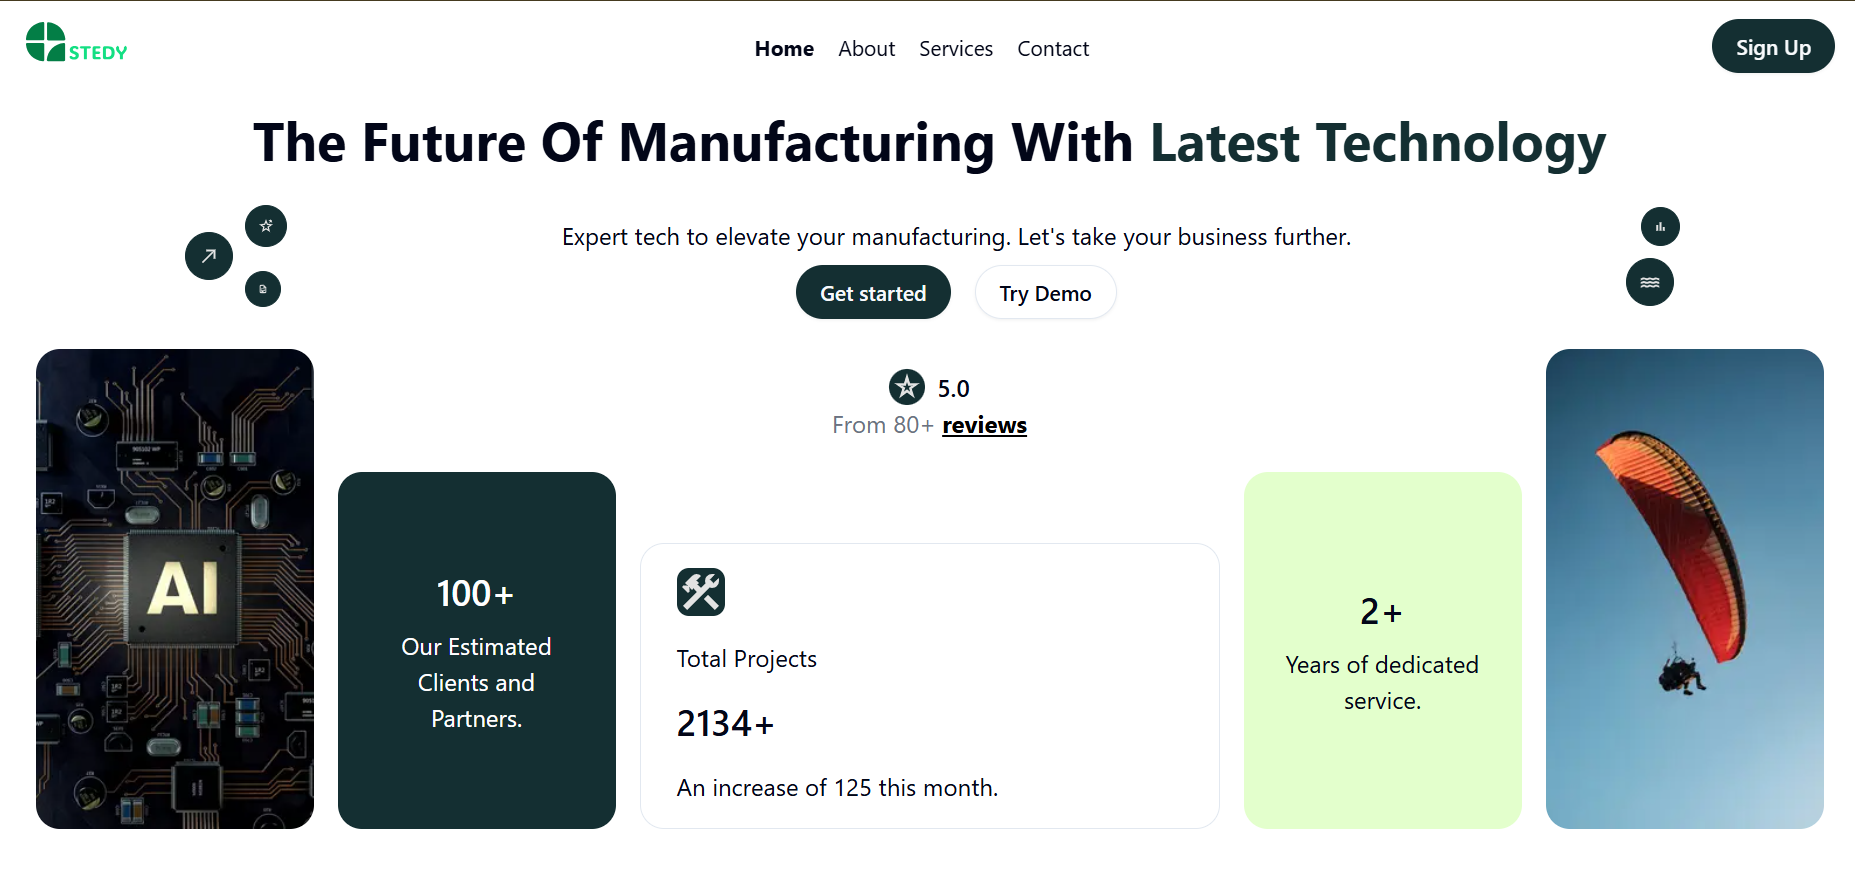 STEDY
Home About Services Contact
Sign Up
The Future Of Manufacturing With Latest Technology
Expert tech to elevate your manufacturing. Let's take your business further.
Get started
Try Demo
5.0
From 80+ reviews
AI
100+
Our Estimated
Clients and
Partners.
Total Projects
2134+
An increase of 125 this month.
2+
Years of dedicated
service.